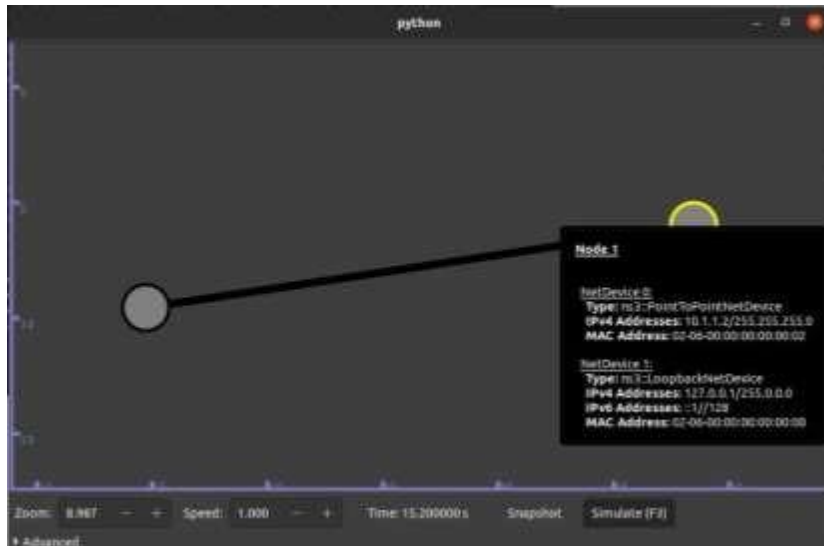 python
Node 1
NetDevice 0:
Type: ns3::PointToPointNetDevice
IPv4 Addresses: 10.1.1.2/255.255.255.0
MAC Address: 02-06-00:00:00:00:00:02
NetDevice 1:
Type: ns3::LoopbackNetDevice
IPv4 Addresses: 127.0.0.1/255.0.0.0
IPv6 Addresses: ::1//128
MAC Address: 02-06-00:00:00:00:00:00
Zoom: 8.967 − + Speed: 1.000 − + Time: 15.200000 s Snapshot Simulate (F3)
Advanced